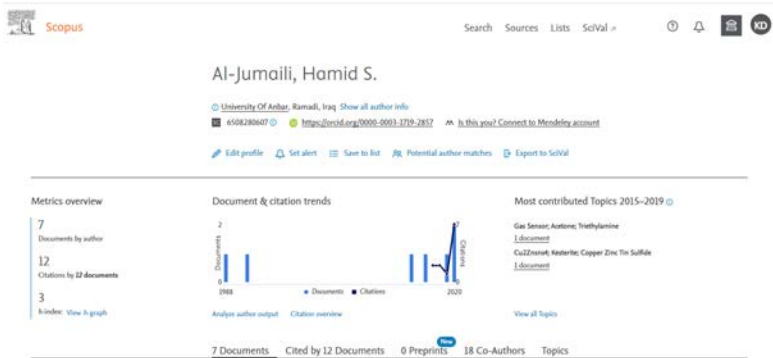 Scopus
Search Sources Lists SciVal ↗
KD
Al-Jumaili, Hamid S.
University Of Anbar, Ramadi, Iraq Show all author info
SC 6508280607 https://orcid.org/0000-0003-1719-2857 Is this you? Connect to Mendeley account
Edit profile Set alert Save to list Potential author matches Export to SciVal
Metrics overview
7
Documents by author
12
Citations by 12 documents
3
h-index: View h-graph
Document & citation trends
2
7
Documents
Citations
0
0
1988
2020
Documents Citations
Analyze author output Citation overview
Most contributed Topics 2015–2019
Gas Sensor; Acetone; Triethylamine
1 document
Cu2Znsns4; Kesterite; Copper Zinc Tin Sulfide
1 document
View all Topics
New
7 Documents Cited by 12 Documents 0 Preprints 18 Co-Authors Topics